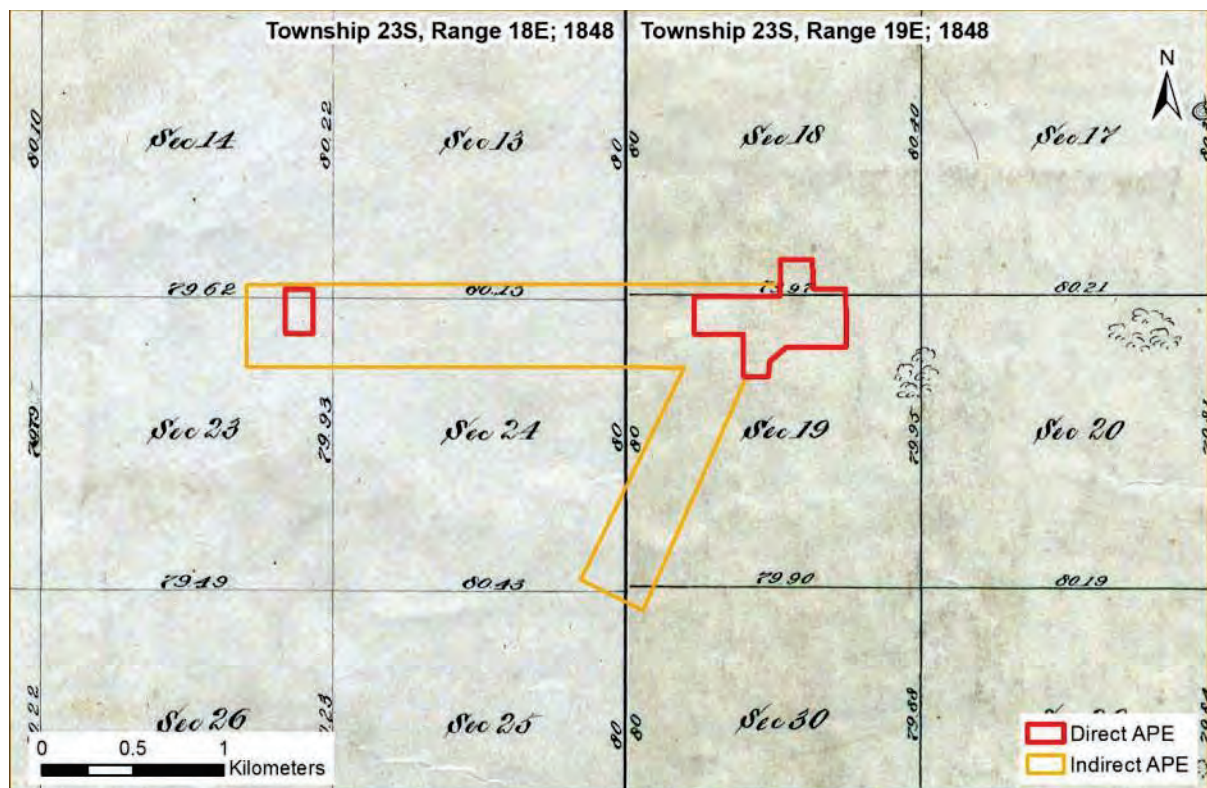 Township 23S, Range 18E; 1848
Township 23S, Range 19E; 1848
N
80.10
Sec 14
80.22
Sec 13
80
80
Sec 18
80.40
Sec 17
79.62
80.15
79.97
80.21
Sec 23
79.93
Sec 24
80
80
Sec 19
79.95
Sec 20
79.49
80.43
79.90
80.19
Sec 26
Sec 25
80
80
Sec 30
79.88
0 0.5 1
Kilometers
Direct APE
Indirect APE